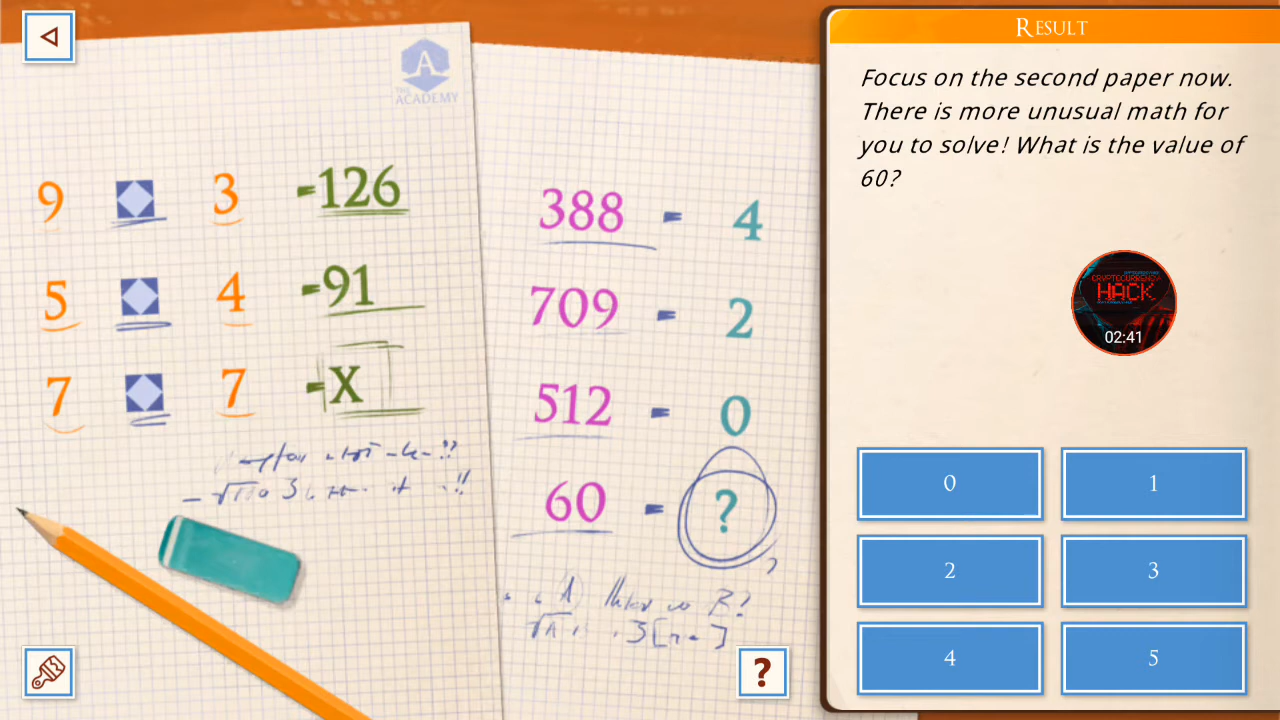 RESULT
Focus on the second paper now.
There is more unusual math for
you to solve! What is the value of
60?
A
THE
ACADEMY
9 3 =126
5 4 =91
7 7 =X
388 = 4
709 = 2
512 = 0
60 = ?
CRYPTOCURRENCY
HACK
02:41
0 1
2 3
4 5
?